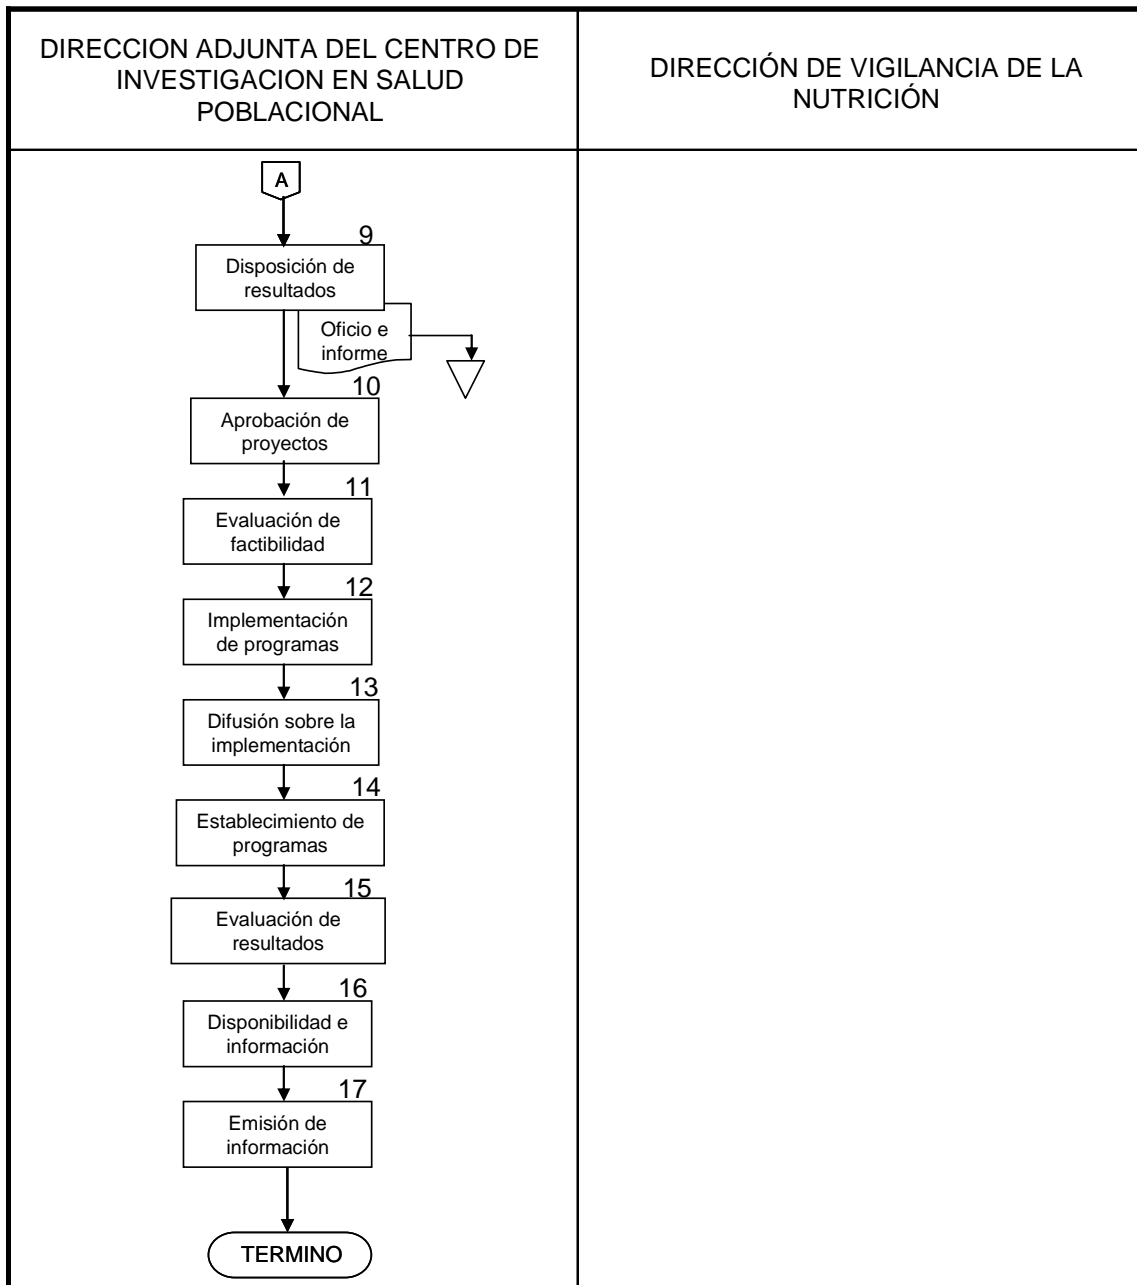 DIRECCION ADJUNTA DEL CENTRO DE
INVESTIGACION EN SALUD
POBLACIONAL
DIRECCIÓN DE VIGILANCIA DE LA
NUTRICIÓN
A
9
Disposición de
resultados
Oficio e
informe
10
Aprobación de
proyectos
11
Evaluación de
factibilidad
12
Implementación
de programas
13
Difusión sobre la
implementación
14
Establecimiento de
programas
15
Evaluación de
resultados
16
Disponibilidad e
información
17
Emisión de
información
TERMINO